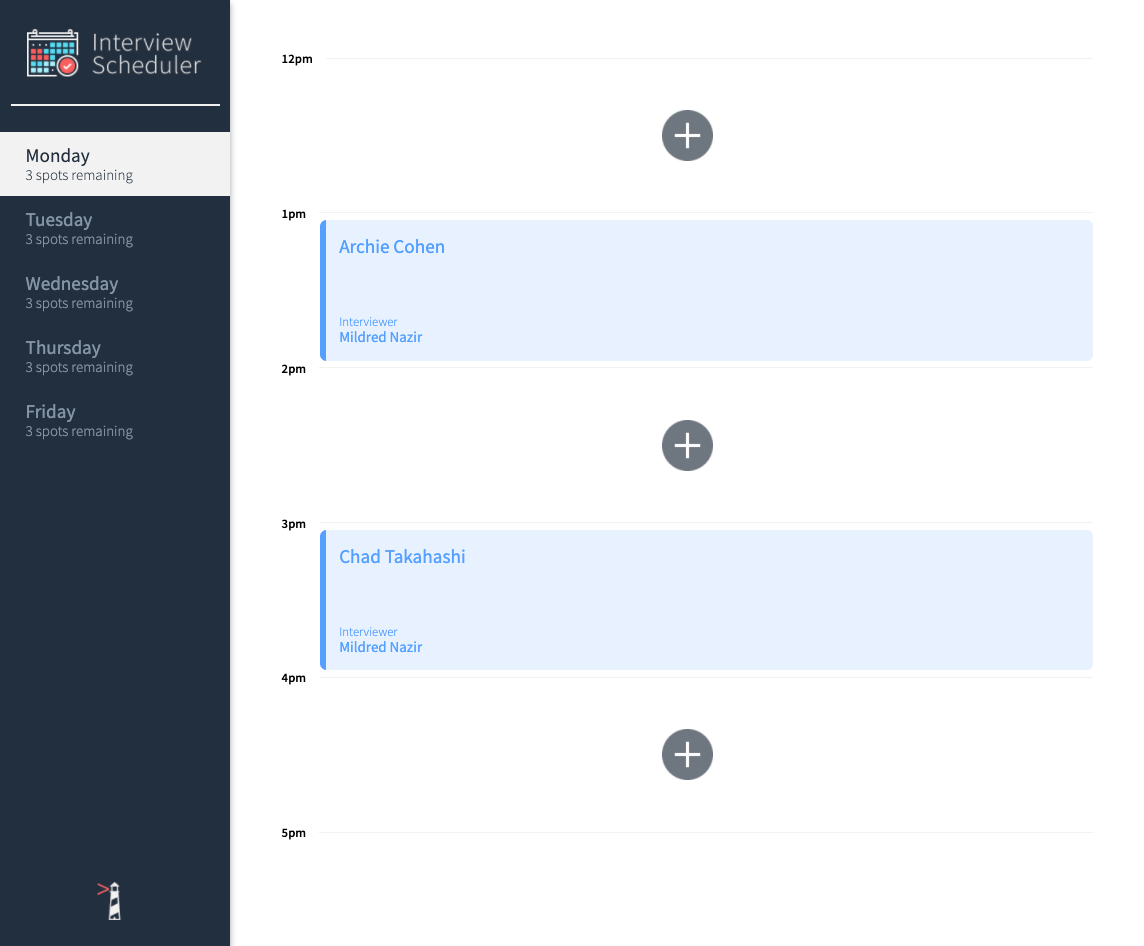 Interview
Scheduler
Monday
3 spots remaining
Tuesday
3 spots remaining
Wednesday
3 spots remaining
Thursday
3 spots remaining
Friday
3 spots remaining
12pm
1pm
Archie Cohen
Interviewer
Mildred Nazir
2pm
3pm
Chad Takahashi
Interviewer
Mildred Nazir
4pm
5pm